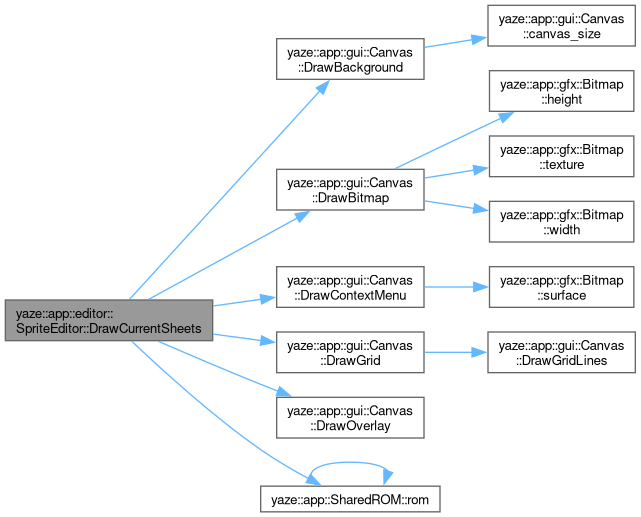 yaze::app::editor::
SpriteEditor::DrawCurrentSheets
yaze::app::gui::Canvas
::DrawBackground
yaze::app::gui::Canvas
::canvas_size
yaze::app::gui::Canvas
::DrawBitmap
yaze::app::gfx::Bitmap
::height
yaze::app::gfx::Bitmap
::texture
yaze::app::gfx::Bitmap
::width
yaze::app::gui::Canvas
::DrawContextMenu
yaze::app::gfx::Bitmap
::surface
yaze::app::gui::Canvas
::DrawGrid
yaze::app::gui::Canvas
::DrawGridLines
yaze::app::gui::Canvas
::DrawOverlay
yaze::app::SharedROM::rom